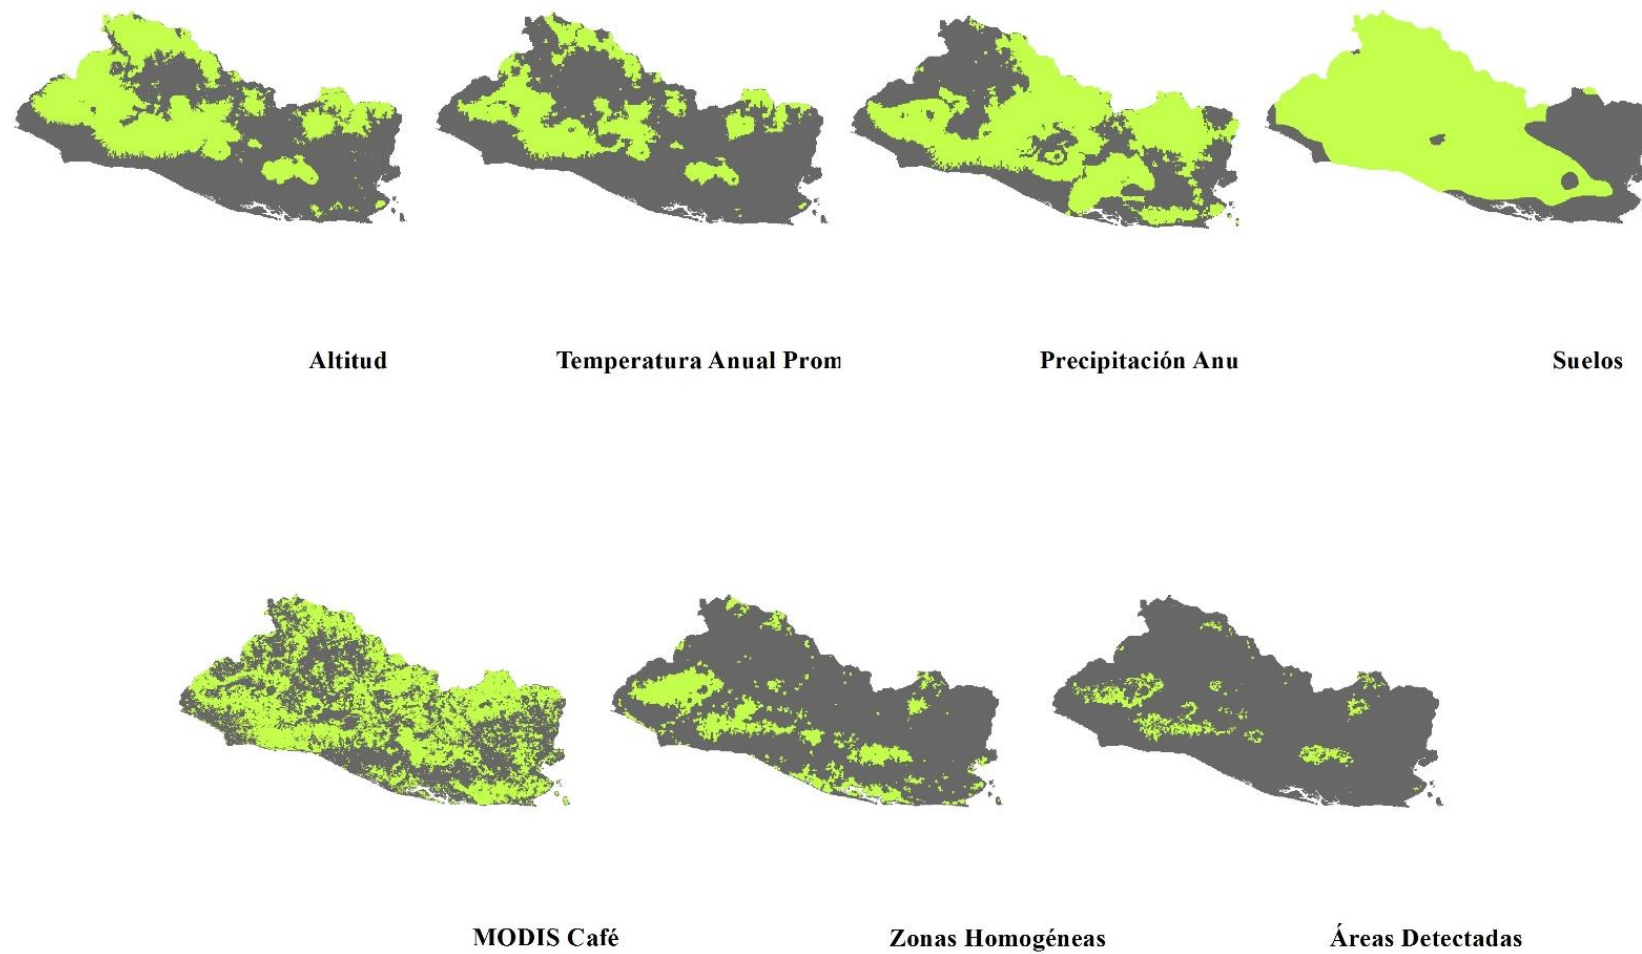 Altitud
Temperatura Anual Prom
Precipitación Anu
Suelos
MODIS Café
Zonas Homogéneas
Áreas Detectadas